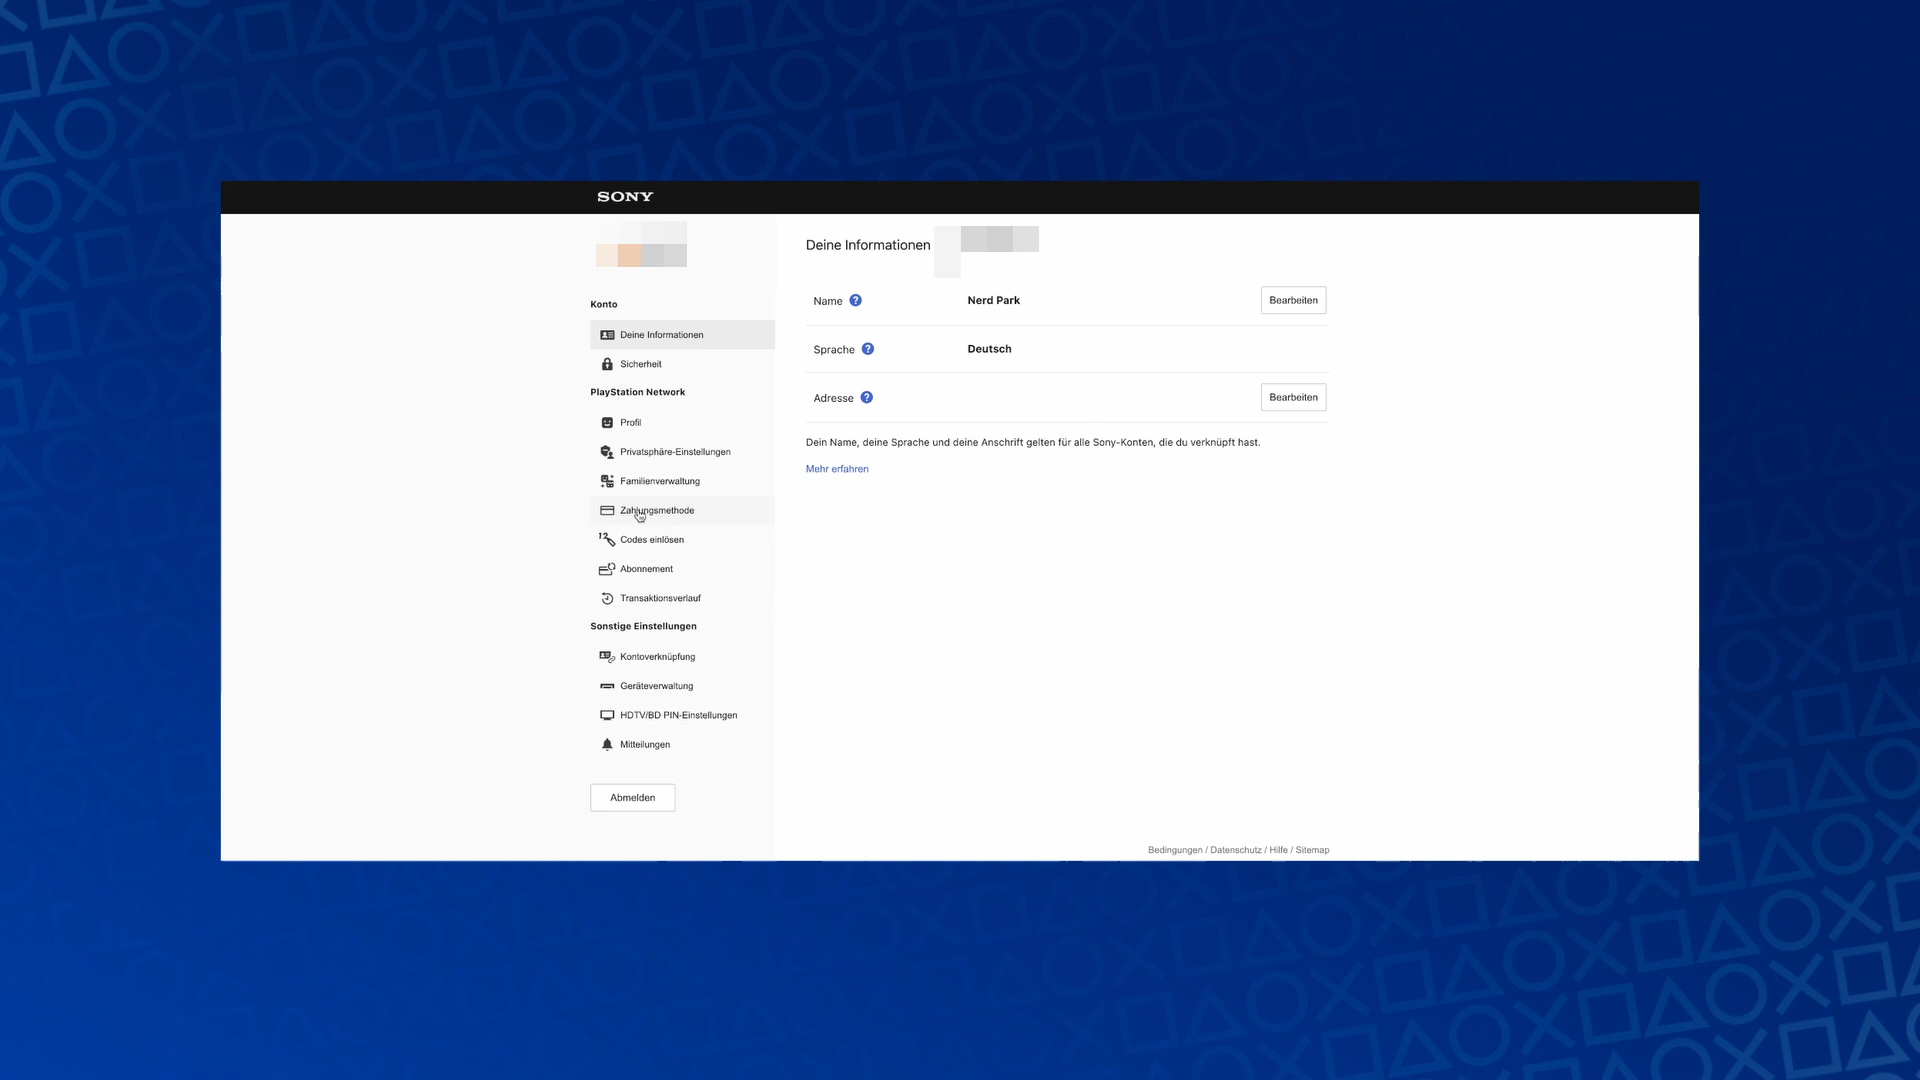 SONY
Konto
Deine Informationen
Sicherheit
PlayStation Network
Profil
Privatsphäre-Einstellungen
Familienverwaltung
Zahlungsmethode
Codes einlösen
Abonnement
Transaktionsverlauf
Sonstige Einstellungen
Kontoverknüpfung
Geräteverwaltung
HDTV/BD PIN-Einstellungen
Mitteilungen
Abmelden
Deine Informationen
Name ? Nerd Park Bearbeiten
Sprache ? Deutsch
Adresse ? Bearbeiten
Dein Name, deine Sprache und deine Anschrift gelten für alle Sony-Konten, die du verknüpft hast.
Mehr erfahren
Bedingungen / Datenschutz / Hilfe / Sitemap